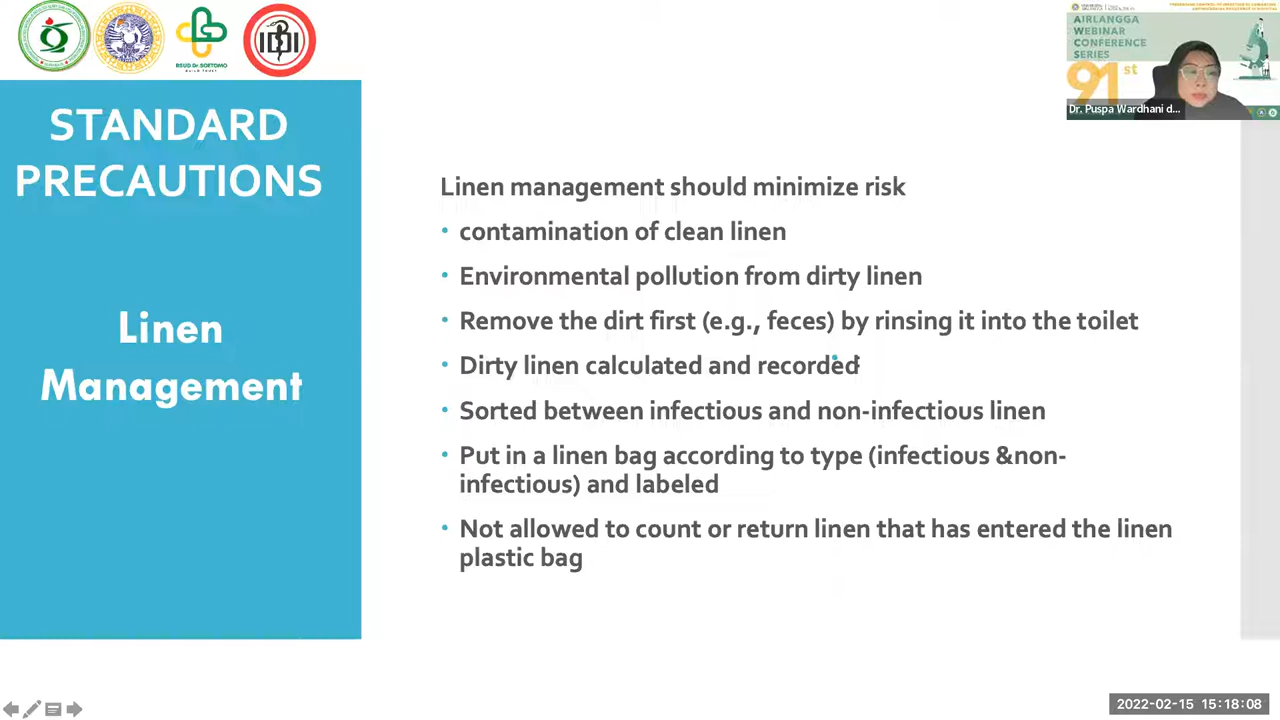 RSUD Dr. SOETOMO
BUILD TRUST
IDI
STANDARD
PRECAUTIONS
Linen
Management
Linen management should minimize risk
• contamination of clean linen
• Environmental pollution from dirty linen
• Remove the dirt first (e.g., feces) by rinsing it into the toilet
• Dirty linen calculated and recorded
• Sorted between infectious and non-infectious linen
• Put in a linen bag according to type (infectious &non-
infectious) and labeled
• Not allowed to count or return linen that has entered the linen
plastic bag
AIRLANGGA
WEBINAR
CONFERENCE
SERIES
91st
Dr. Puspa Wardhani d...
2022-02-15 15:18:08